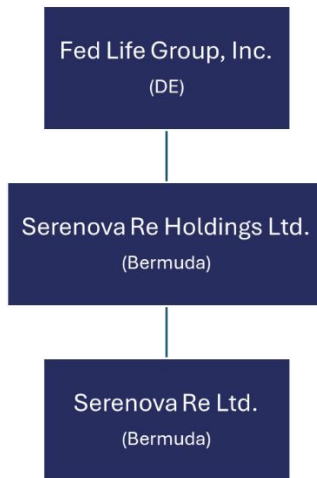 Fed Life Group, Inc.
(DE)
Serenova Re Holdings Ltd.
(Bermuda)
Serenova Re Ltd.
(Bermuda)